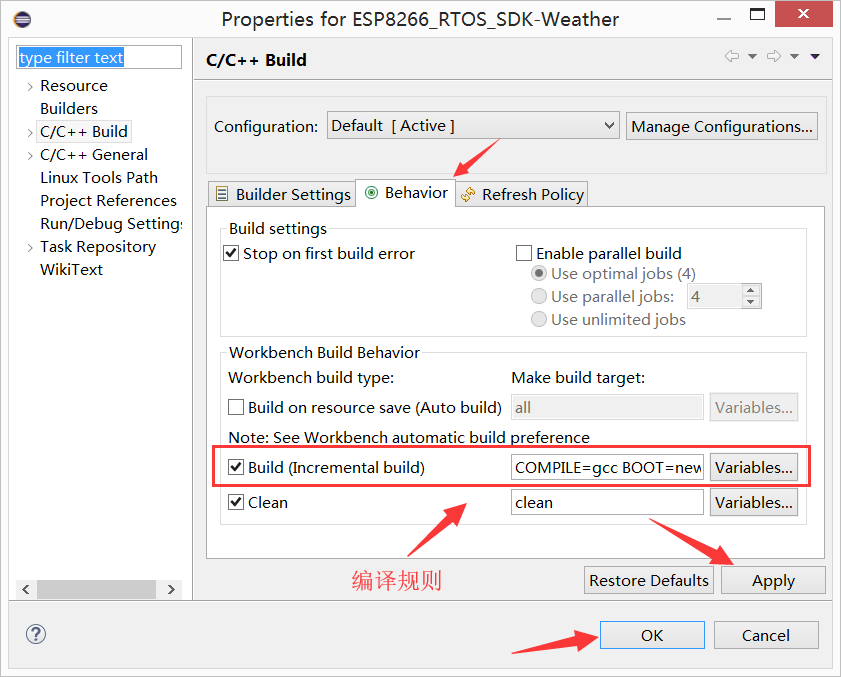 Properties for ESP8266_RTOS_SDK-Weather
type filter text
Resource
Builders
C/C++ Build
C/C++ General
Linux Tools Path
Project References
Run/Debug Settings
Task Repository
WikiText
C/C++ Build
Configuration: Default [ Active ] Manage Configurations...
Builder Settings Behavior Refresh Policy
Build settings
Stop on first build error Enable parallel build
Use optimal jobs (4)
Use parallel jobs: 4
Use unlimited jobs
Workbench Build Behavior
Workbench build type: Make build target:
Build on resource save (Auto build) all Variables...
Note: See Workbench automatic build preference
Build (Incremental build) COMPILE=gcc BOOT=new Variables...
Clean clean Variables...
编译规则
Restore Defaults Apply
OK Cancel